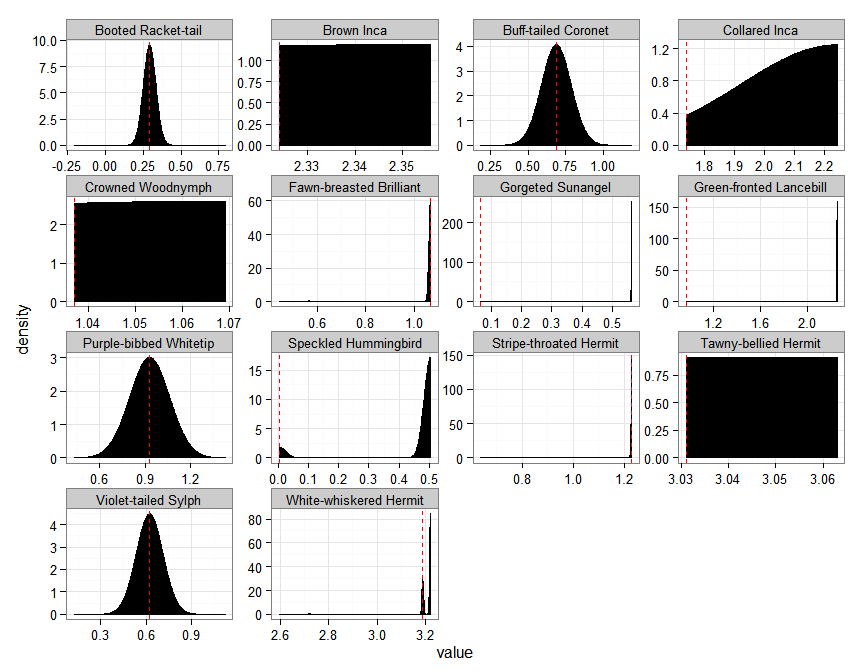 Booted Racket-tail Brown Inca Buff-tailed Coronet Collared Inca
10.0
7.5
5.0
2.5
0.0
-0.25 0.00 0.25 0.50 0.75
1.00
0.75
0.50
0.25
0.00
2.33 2.34 2.35
4
3
2
1
0
0.25 0.50 0.75 1.00
1.2
0.8
0.4
0.0
1.8 1.9 2.0 2.1 2.2
Crowned Woodnymph Fawn-breasted Brilliant Gorgeted Sunangel Green-fronted Lancebill
2
1
0
1.04 1.05 1.06 1.07
60
40
20
0
0.6 0.8 1.0
200
100
0
0.1 0.2 0.3 0.4 0.5
150
100
50
0
1.2 1.6 2.0
density
Purple-bibbed Whitetip Speckled Hummingbird Stripe-throated Hermit Tawny-bellied Hermit
3
2
1
0
0.6 0.9 1.2
15
10
5
0
0.0 0.1 0.2 0.3 0.4 0.5
150
100
50
0
0.8 1.0 1.2
0.75
0.50
0.25
0.00
3.03 3.04 3.05 3.06
Violet-tailed Sylph White-whiskered Hermit
4
3
2
1
0
0.3 0.6 0.9
80
60
40
20
0
2.6 2.8 3.0 3.2
value